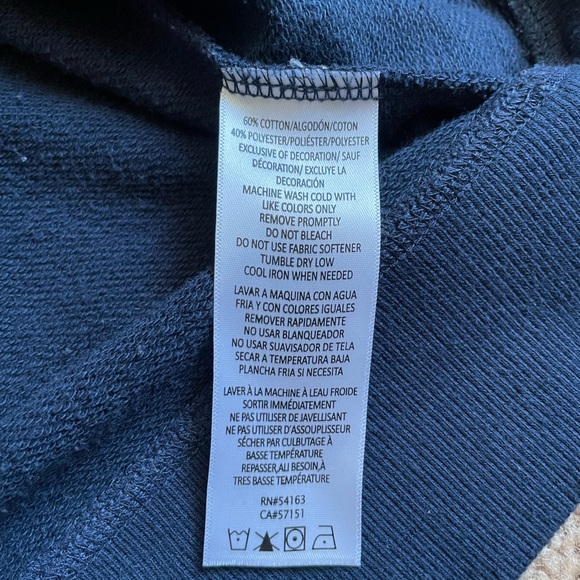 60% COTTON/ALGODÓN/COTON
40% POLYESTER/POLIÉSTER/POLYESTER
EXCLUSIVE OF DECORATION/ SAUF
DÉCORATION/ EXCLUYE LA
DECORACIÓN
MACHINE WASH COLD WITH
LIKE COLORS ONLY
REMOVE PROMPTLY
DO NOT BLEACH
DO NOT USE FABRIC SOFTENER
TUMBLE DRY LOW
COOL IRON WHEN NEEDED
LAVAR A MAQUINA CON AGUA
FRIA Y CON COLORES IGUALES
REMOVER RAPIDAMENTE
NO USAR BLANQUEADOR
NO USAR SUAVISADOR DE TELA
SECAR A TEMPERATURA BAJA
PLANCHA FRIA SI NECESITA
LAVER À LA MACHINE À LEAU FROIDE
SORTIR IMMÉDIATEMENT
NE PAS UTILISER DE JAVELLISANT
NE PAS UTILISER D'ASSOUPLISSEUR
SÉCHER PAR CULBUTAGE À
BASSE TEMPÉRATURE
REPASSER,AU BESOIN,À
TRES BASSE TEMPÉRATURE
RN#54163
CA#57151